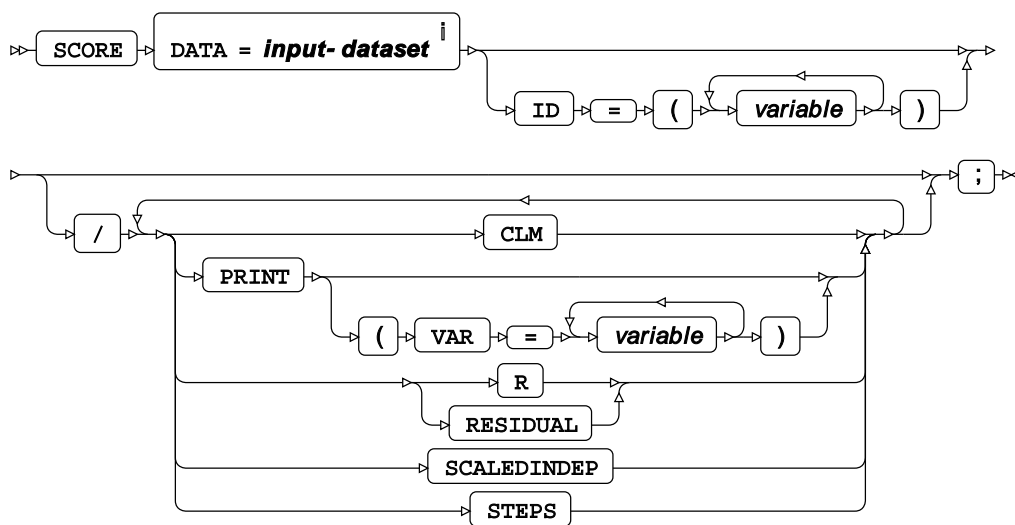 SCORE DATA = input- dataset i
ID = ( variable )
;
/ CLM
PRINT
( VAR = variable )
R
RESIDUAL
SCALEDINDEP
STEPS